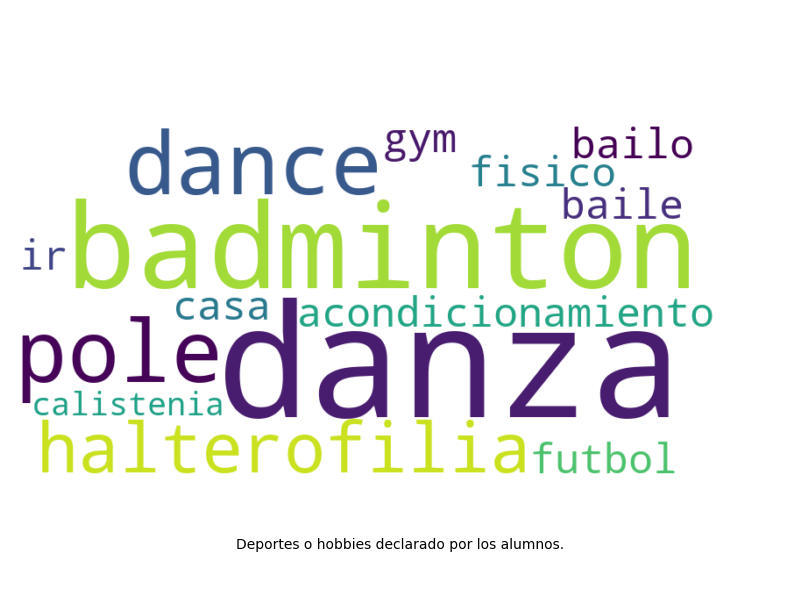 dance gym fisico bailo
baile
ir badminton
casa acondicionamiento
pole danza
calistenia
halterofilia futbol
Deportes o hobbies declarado por los alumnos.